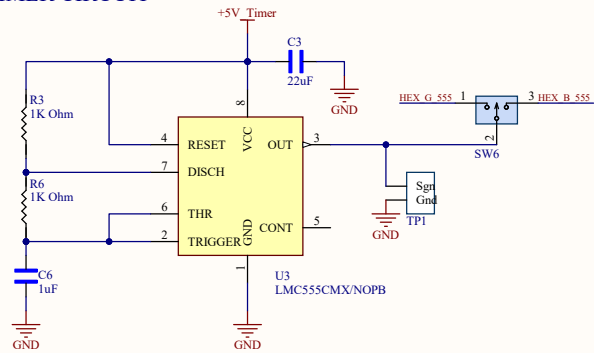 +5V_Timer
C3
22uF
GND
R3
1K Ohm
R6
1K Ohm
C6
1uF
GND
8
4
7
6
2
RESET
DISCH
THR
TRIGGER
VCC
GND
OUT
CONT
3
5
1
U3
LMC555CMX/NOPB
GND
HEX_G_555
1
3
HEX_B_555
2
SW6
Sgn
Gnd
TP1
GND